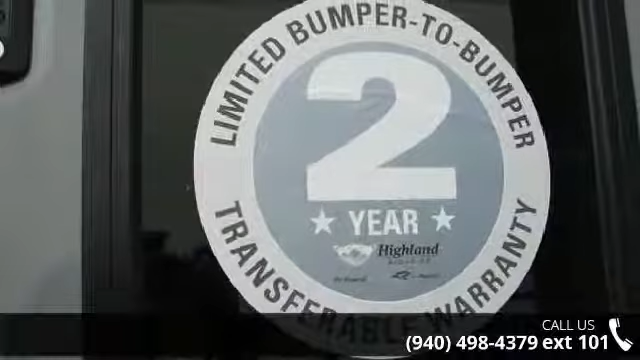 LIMITED BUMPER-TO-BUMPER
2
YEAR
Highland
TRANSFERABLE WARRANTY
CALL US
(940) 498-4379 ext 101